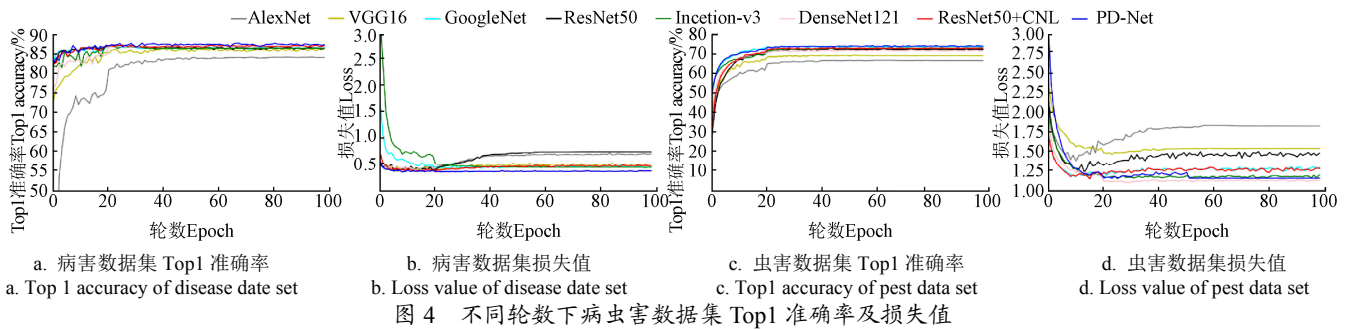 AlexNet VGG16 GoogleNet ResNet50 Incetion-v3 DenseNet121 ResNet50+CNL PD-Net
Top1准确率Top1 accuracy/%
90
85
80
75
70
65
60
55
50
0 20 40 60 80 100
轮数Epoch
a. 病害数据集 Top1 准确率
a. Top 1 accuracy of disease date set
损失值Loss
3.0
2.5
2.0
1.5
1.0
0.5
0 20 40 60 80 100
轮数Epoch
b. 病害数据集损失值
b. Loss value of disease date set
Top1准确率Top1 accuracy/%
80
70
60
50
40
30
20
10
0 20 40 60 80 100
轮数Epoch
c. 虫害数据集 Top1 准确率
c. Top1 accuracy of pest data set
损失值Loss
3.00
2.75
2.50
2.25
2.00
1.75
1.50
1.25
1.00
0 20 40 60 80 100
轮数Epoch
d. 虫害数据集损失值
d. Loss value of pest data set
图 4 不同轮数下病虫害数据集 Top1 准确率及损失值